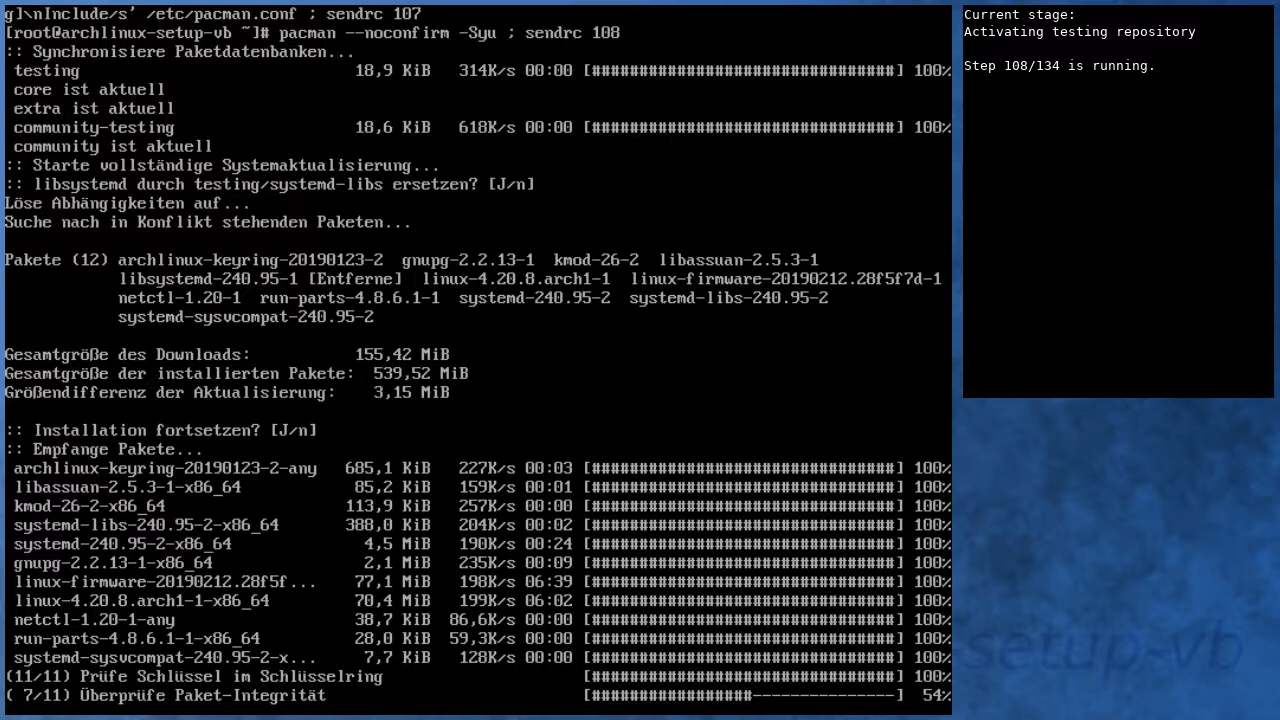 g]\nInclude/s' /etc/pacman.conf ; sendrc 107
[root@archlinux-setup-vb ~]# pacman --noconfirm -Syu ; sendrc 108
:: Synchronisiere Paketdatenbanken...
testing 18,9 KiB 314K/s 00:00 [################################] 100%
core ist aktuell
extra ist aktuell
community-testing 18,6 KiB 618K/s 00:00 [################################] 100%
community ist aktuell
:: Starte vollständige Systemaktualisierung...
:: libsystemd durch testing/systemd-libs ersetzen? [J/n]
Löse Abhängigkeiten auf...
Suche nach in Konflikt stehenden Paketen...
Pakete (12) archlinux-keyring-20190123-2 gnupg-2.2.13-1 kmod-26-2 libassuan-2.5.3-1
libsystemd-240.95-1 [Entferne] linux-4.20.8.arch1-1 linux-firmware-20190212.28f5f7d-1
netctl-1.20-1 run-parts-4.8.6.1-1 systemd-240.95-2 systemd-libs-240.95-2
systemd-sysvcompat-240.95-2
Gesamtgröße des Downloads: 155,42 MiB
Gesamtgröße der installierten Pakete: 539,52 MiB
Größendifferenz der Aktualisierung: 3,15 MiB
:: Installation fortsetzen? [J/n]
:: Empfange Pakete...
archlinux-keyring-20190123-2-any 685,1 KiB 227K/s 00:03 [################################] 100%
libassuan-2.5.3-1-x86_64 85,2 KiB 159K/s 00:01 [################################] 100%
kmod-26-2-x86_64 113,9 KiB 257K/s 00:00 [################################] 100%
systemd-libs-240.95-2-x86_64 388,0 KiB 204K/s 00:02 [################################] 100%
systemd-240.95-2-x86_64 4,5 MiB 190K/s 00:24 [################################] 100%
gnupg-2.2.13-1-x86_64 2,1 MiB 235K/s 00:09 [################################] 100%
linux-firmware-20190212.28f5f... 77,1 MiB 198K/s 06:39 [################################] 100%
linux-4.20.8.arch1-1-x86_64 70,4 MiB 199K/s 06:02 [################################] 100%
netctl-1.20-1-any 38,7 KiB 86,6K/s 00:00 [################################] 100%
run-parts-4.8.6.1-1-x86_64 28,0 KiB 59,3K/s 00:00 [################################] 100%
systemd-sysvcompat-240.95-2-x... 7,7 KiB 128K/s 00:00 [################################] 100%
(11/11) Prüfe Schlüssel im Schlüsselring [################################] 100%
( 7/11) Überprüfe Paket-Integrität [#################---------------] 54%
Current stage:
Activating testing repository
Step 108/134 is running.
setup-vb